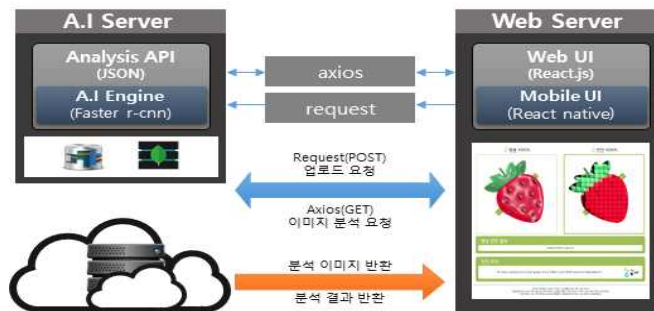 A.I Server
Analysis API
(JSON)
A.I Engine
(Faster r-cnn)
axios
request
Web Server
Web UI
(React.js)
Mobile UI
(React native)
Request(POST)
업로드 요청
Axios(GET)
이미지 분석 요청
분석 이미지 반환
분석 결과 반환